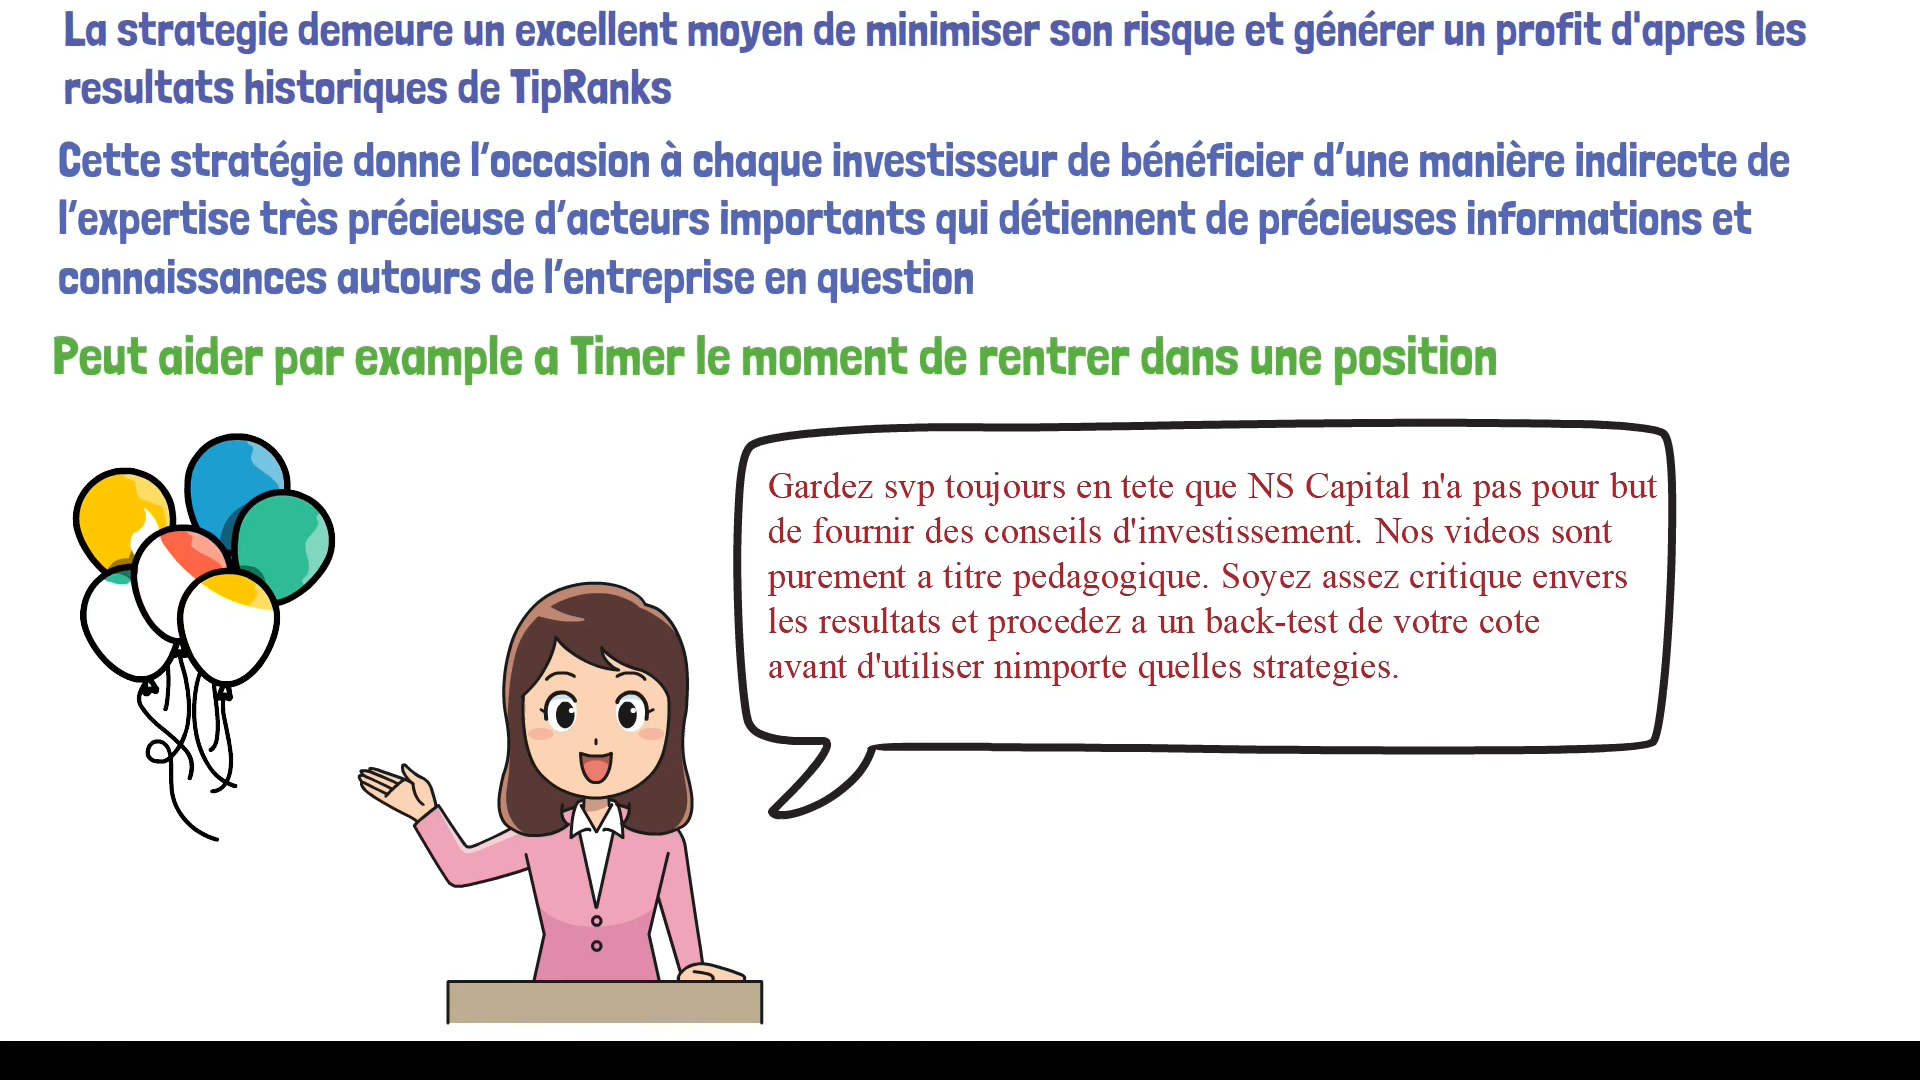 La strategie demeure un excellent moyen de minimiser son risque et générer un profit d'apres les
resultats historiques de TipRanks
Cette stratégie donne l’occasion à chaque investisseur de bénéficier d’une manière indirecte de
l’expertise très précieuse d’acteurs importants qui détiennent de précieuses informations et
connaissances autours de l’entreprise en question
Peut aider par example a Timer le moment de rentrer dans une position
Gardez svp toujours en tete que NS Capital n'a pas pour but
de fournir des conseils d'investissement. Nos videos sont
purement a titre pedagogique. Soyez assez critique envers
les resultats et procedez a un back-test de votre cote
avant d'utiliser nimporte quelles strategies.